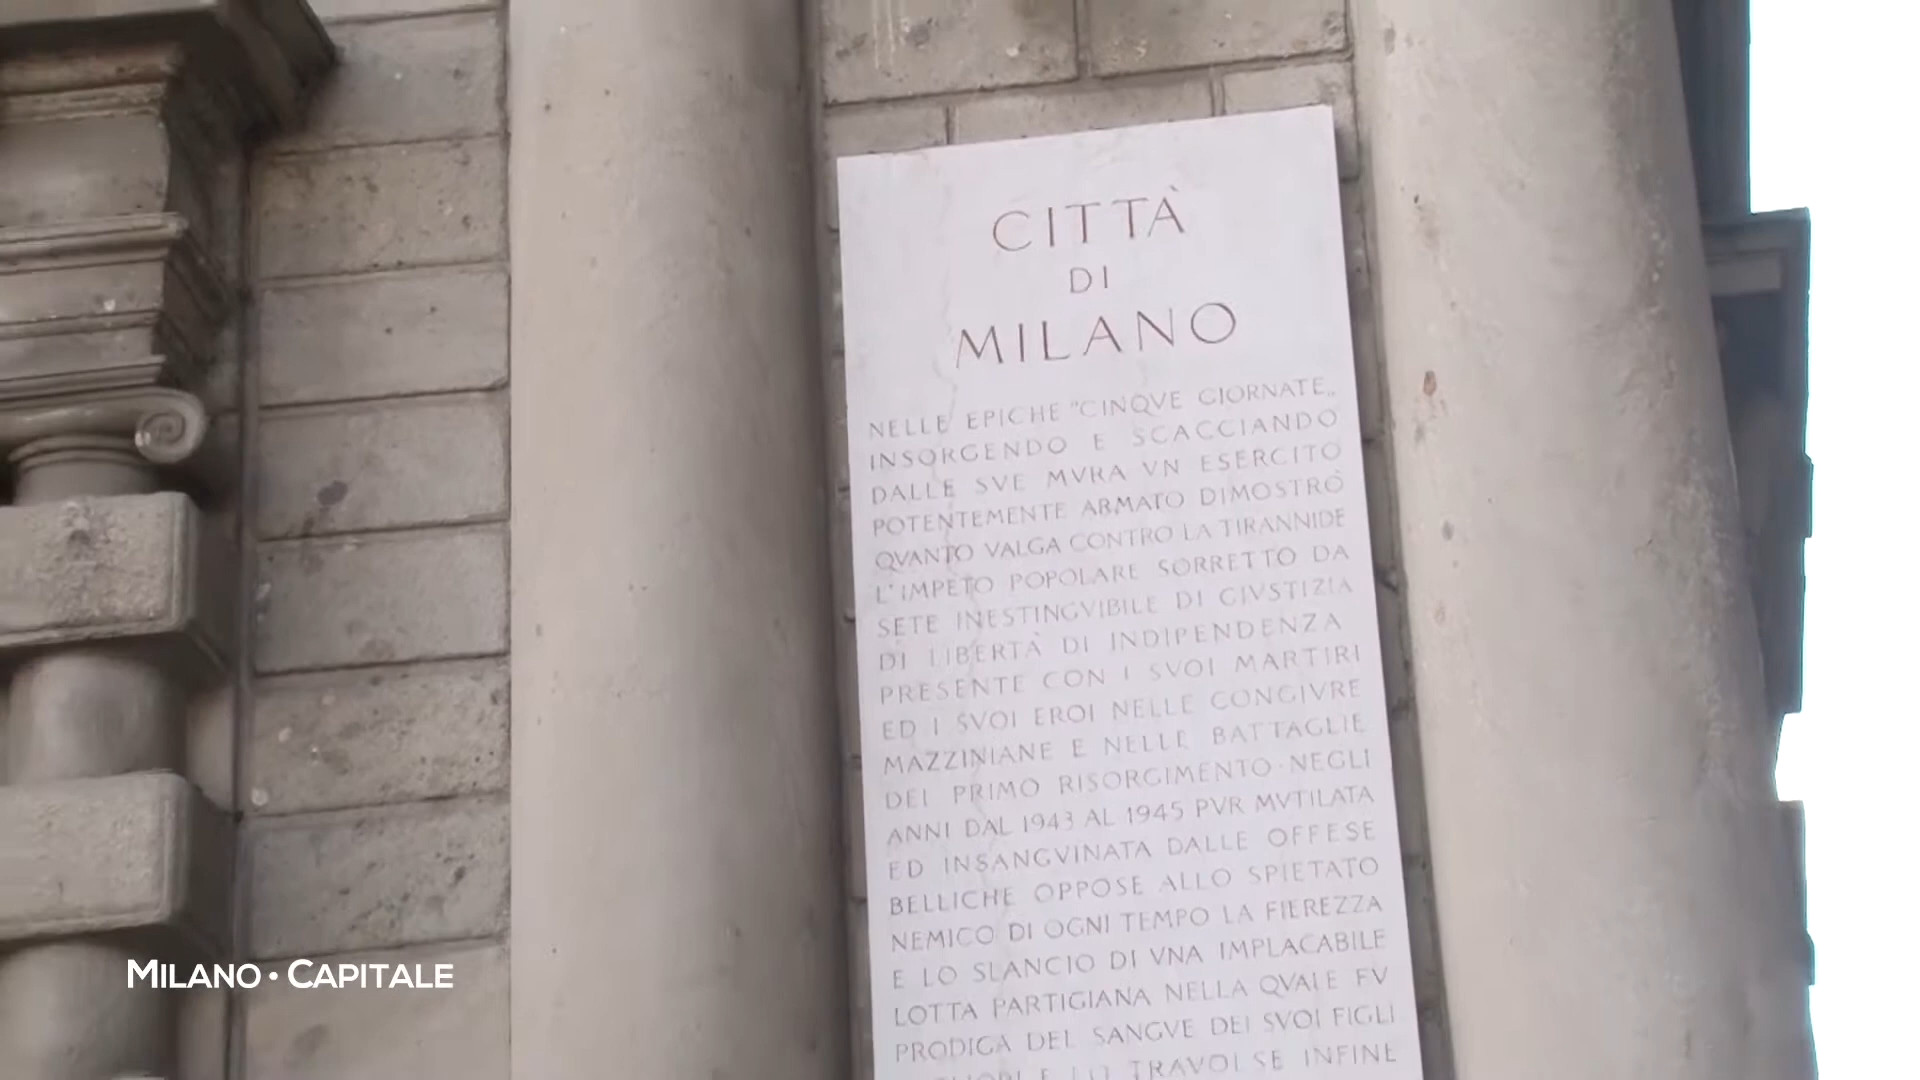 CITTÀ
DI
MILANO
NELLE EPICHE "CINQVE GIORNATE„
INSORGENDO E SCACCIANDO
DALLE SVE MVRA VN ESERCITO
POTENTEMENTE ARMATO DIMOSTRÒ
QVANTO VALGA CONTRO LA TIRANNIDE
L'IMPETO POPOLARE SORRETTO DA
SETE INESTINGVIBILE DI GIVSTIZIA
DI LIBERTÀ DI INDIPENDENZA
PRESENTE CON I SVOI MARTIRI
ED I SVOI EROI NELLE CONGIVRE
MAZZINIANE E NELLE BATTAGLIE
DEL PRIMO RISORGIMENTO · NEGLI
ANNI DAL 1943 AL 1945 PVR MVTILATA
ED INSANGVINATA DALLE OFFESE
BELLICHE OPPOSE ALLO SPIETATO
NEMICO DI OGNI TEMPO LA FIEREZZA
E LO SLANCIO DI VNA IMPLACABILE
LOTTA PARTIGIANA NELLA QVALE FV
PRODIGA DEL SANGVE DEI SVOI FIGLI
E LO TRAVOLSE INFINE
MILANO • CAPITALE